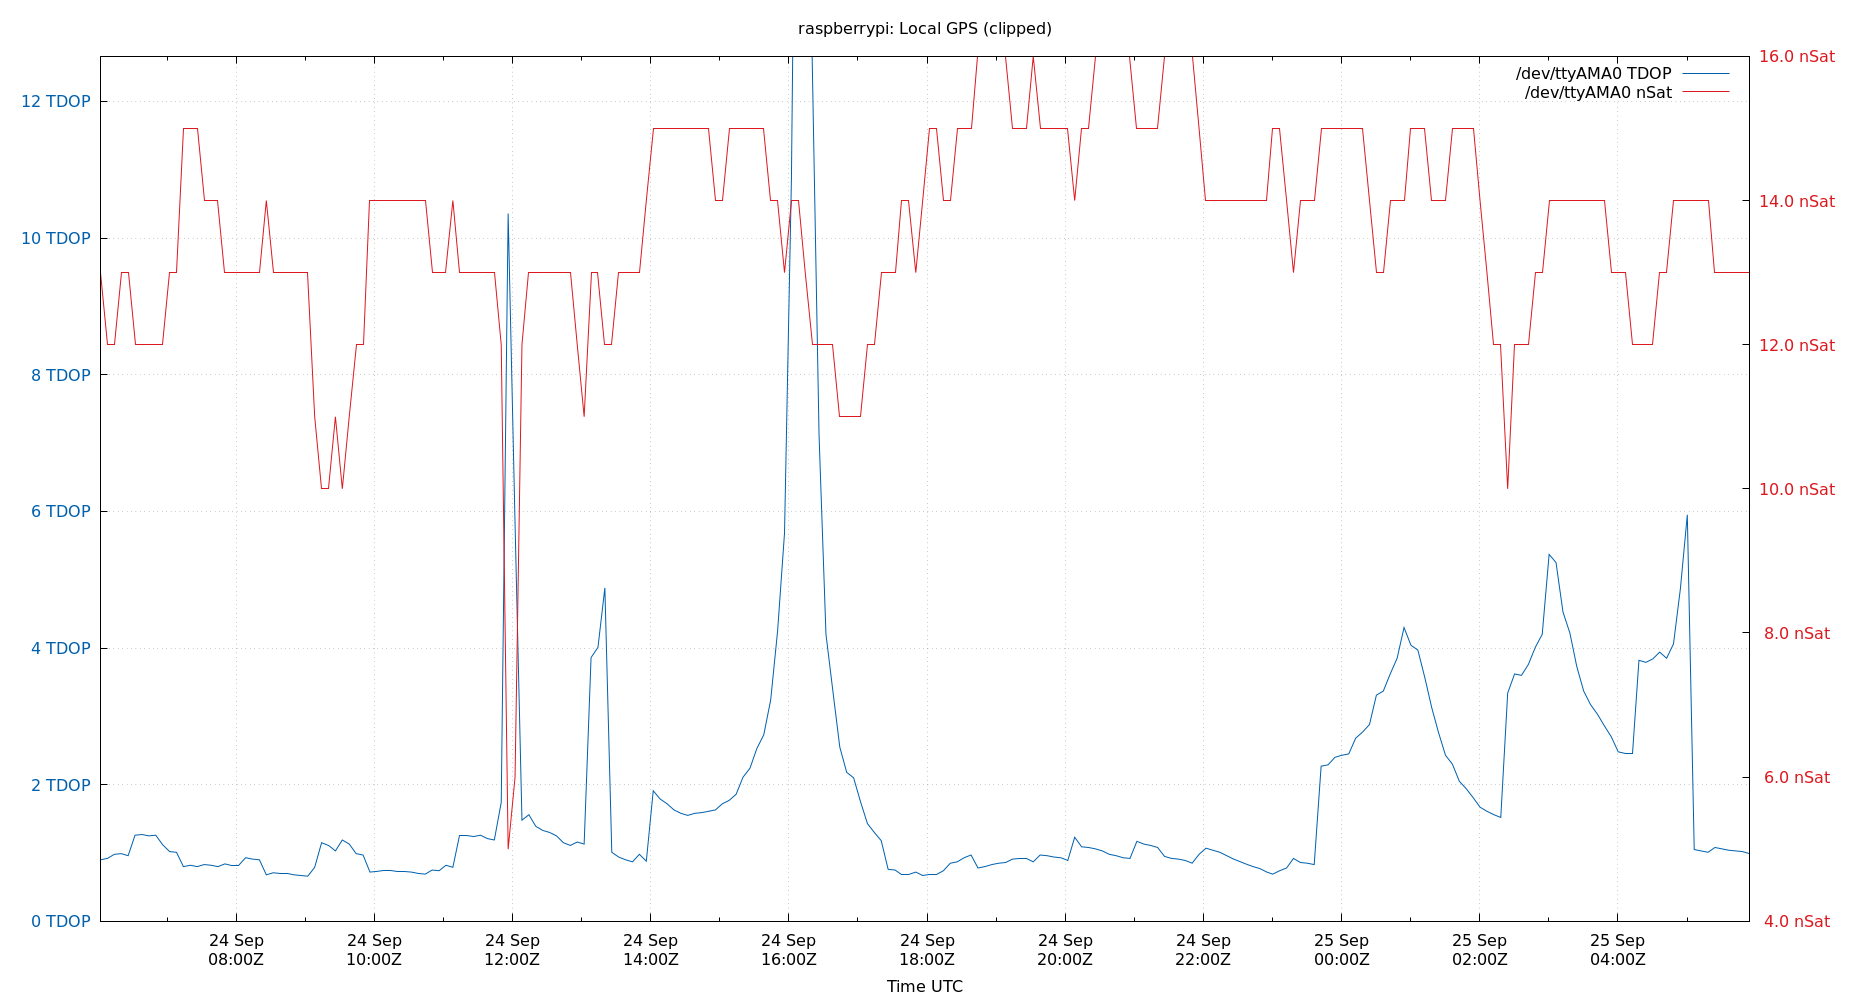 raspberrypi: Local GPS (clipped)
/dev/ttyAMA0 TDOP
/dev/ttyAMA0 nSat
12 TDOP
10 TDOP
8 TDOP
6 TDOP
4 TDOP
2 TDOP
0 TDOP
16.0 nSat
14.0 nSat
12.0 nSat
10.0 nSat
8.0 nSat
6.0 nSat
4.0 nSat
24 Sep
08:00Z
24 Sep
10:00Z
24 Sep
12:00Z
24 Sep
14:00Z
24 Sep
16:00Z
24 Sep
18:00Z
24 Sep
20:00Z
24 Sep
22:00Z
25 Sep
00:00Z
25 Sep
02:00Z
25 Sep
04:00Z
Time UTC